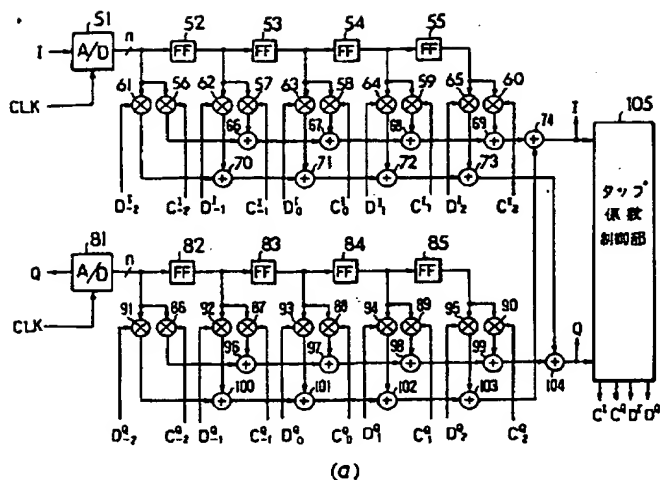 51 52 53 54 55
I A/D n FF FF FF FF
CLK 61 56 62 57 63 58 64 59 65 60 74 I 105
66 67 68 69
70 71 72 73
D^I_-2 C^I_-2 D^I_-1 C^I_-1 D^I_0 C^I_0 D^I_1 C^I_1 D^I_2 C^I_2
タップ
係数
制御部
81 82 83 84 85
Q A/D n FF FF FF FF
CLK 91 86 92 87 93 88 94 89 95 90 Q
96 97 98 99
100 101 102 103 104
D^Q_-2 C^Q_-2 D^Q_-1 C^Q_-1 D^Q_0 C^Q_0 D^Q_1 C^Q_1 D^Q_2 C^Q_2
C^I C^Q D^I D^Q
(a)